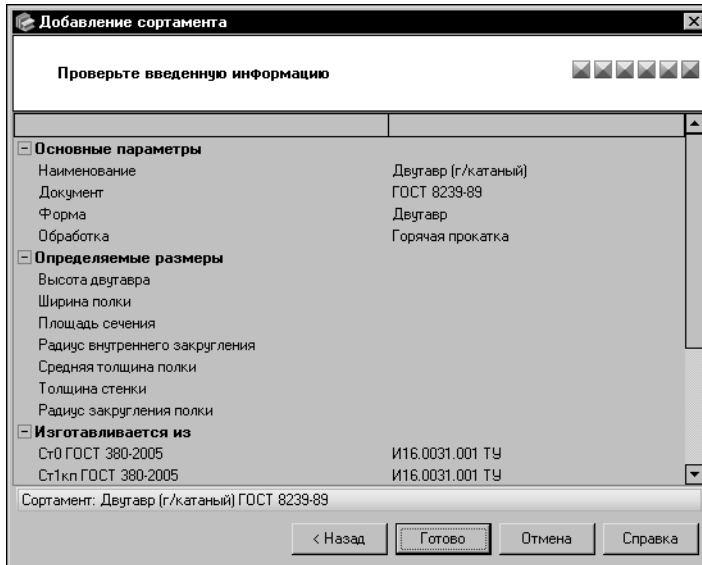 Добавление сортамента
Проверьте введенную информацию
Основные параметры
Наименование Двутавр (г/катаный)
Документ ГОСТ 8239-89
Форма Двутавр
Обработка Горячая прокатка
Определяемые размеры
Высота двутавра
Ширина полки
Площадь сечения
Радиус внутреннего закругления
Средняя толщина полки
Толщина стенки
Радиус закругления полки
Изготавливается из
Ст0 ГОСТ 380-2005 И16.0031.001 ТУ
Ст1кп ГОСТ 380-2005 И16.0031.001 ТУ
Сортамент: Двутавр (г/катаный) ГОСТ 8239-89
< Назад Готово Отмена Справка